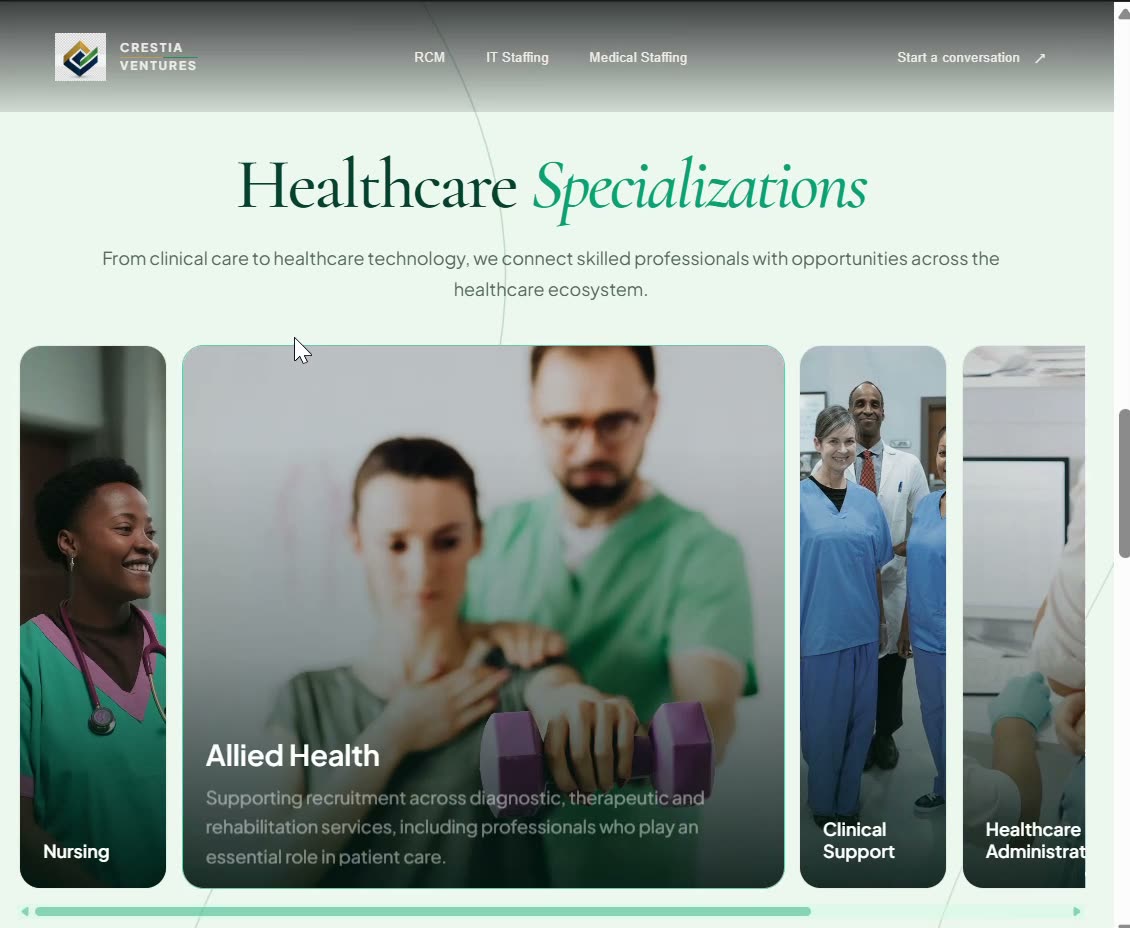 CRESTIA
VENTURES
RCM
IT Staffing
Medical Staffing
Start a conversation ↗
Healthcare Specializations
From clinical care to healthcare technology, we connect skilled professionals with opportunities across the
healthcare ecosystem.
Nursing
Allied Health
Supporting recruitment across diagnostic, therapeutic and
rehabilitation services, including professionals who play an
essential role in patient care.
Clinical
Support
Healthcare
Administrat